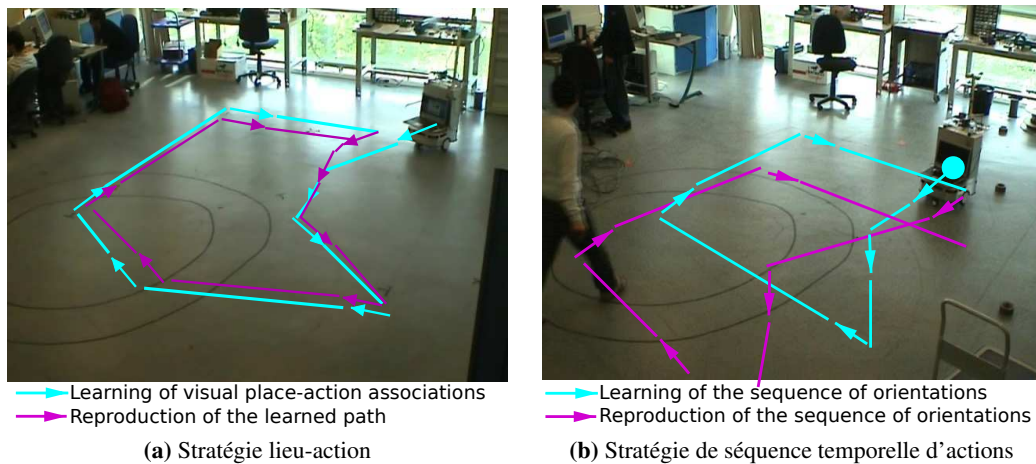 Learning of visual place-action associations
Reproduction of the learned path
(a) Stratégie lieu-action
Learning of the sequence of orientations
Reproduction of the sequence of orientations
(b) Stratégie de séquence temporelle d'actions